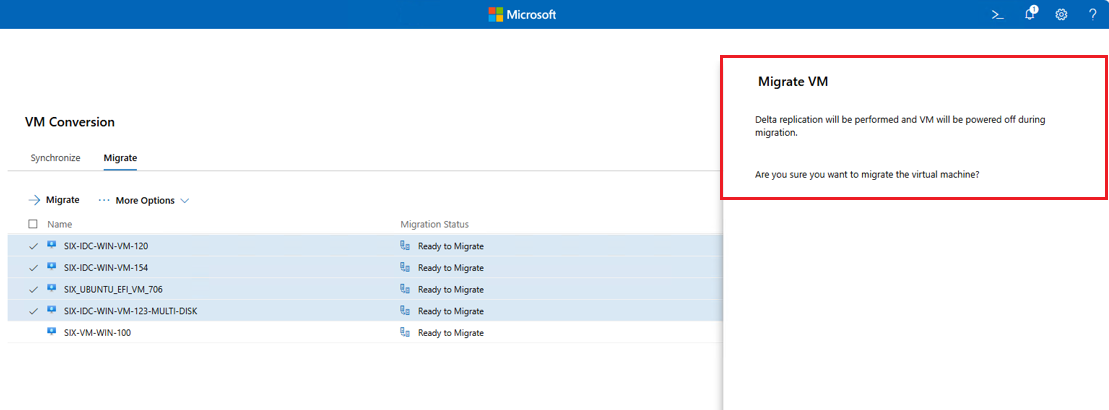 Microsoft
1
Migrate VM
Delta replication will be performed and VM will be powered off during
migration.
Are you sure you want to migrate the virtual machine?
VM Conversion
Synchronize Migrate
Migrate ··· More Options
Name Migration Status
SIX-IDC-WIN-VM-120 Ready to Migrate
SIX-IDC-WIN-VM-154 Ready to Migrate
SIX_UBUNTU_EFI_VM_706 Ready to Migrate
SIX-IDC-WIN-VM-123-MULTI-DISK Ready to Migrate
SIX-VM-WIN-100 Ready to Migrate